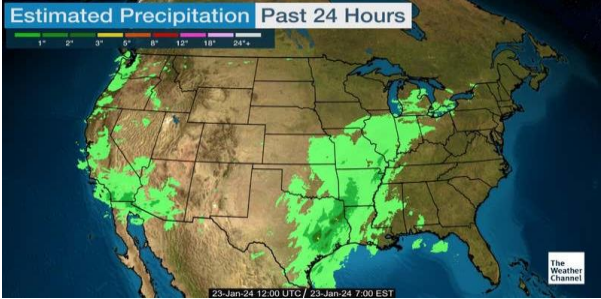 Estimated Precipitation Past 24 Hours
1" 2" 3" 5" 8" 12" 18" 24"+
The
Weather
Channel
23-Jan-24 12:00 UTC / 23-Jan-24 7:00 EST